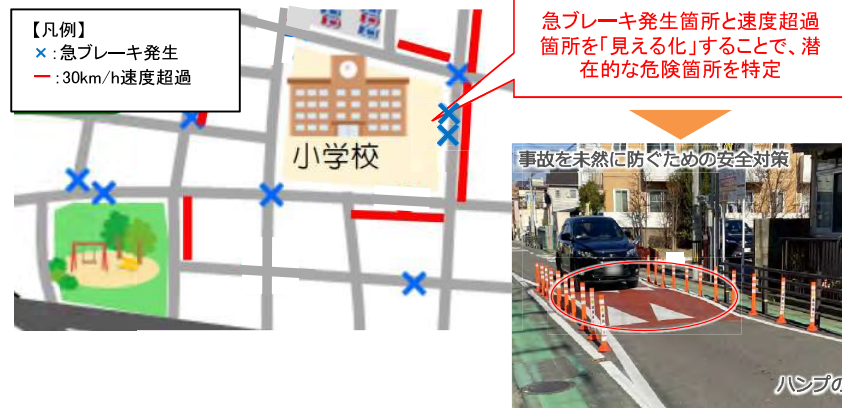 【凡例】
×：急ブレーキ発生
ー：30km/h速度超過
小学校
急ブレーキ発生箇所と速度超過
箇所を「見える化」することで、潜
在的な危険箇所を特定
事故を未然に防ぐための安全対策
ハンプの